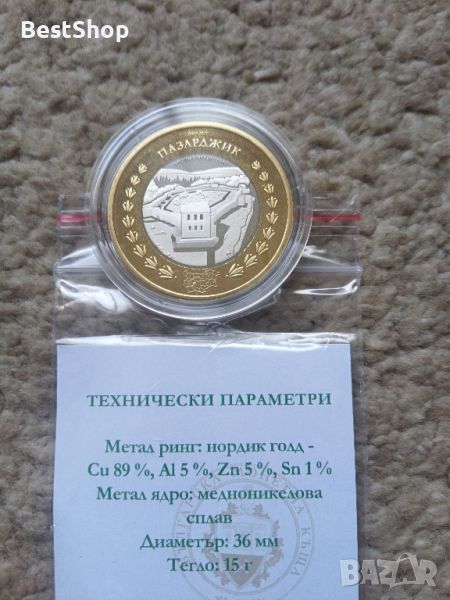 BestShop
ПАЗАРДЖИК
ТЕХНИЧЕСКИ ПАРАМЕТРИ
Метал ринг: нордик голд -
Cu 89 %, Al 5 %, Zn 5 %, Sn 1 %
Метал ядро: медноникелова
сплав
Диаметър: 36 мм
Тегло: 15 г
BAZAR